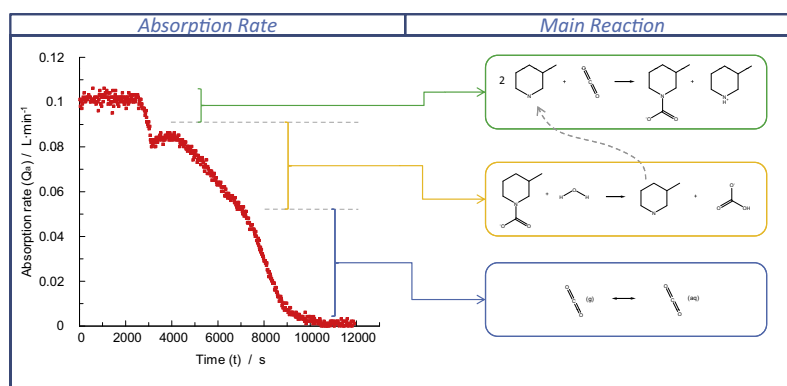 Absorption Rate
Main Reaction
0.12
0.1
0.08
0.06
0.04
0.02
0
0 2000 4000 6000 8000 10000 12000
Absorption rate (Qa) / L·min⁻¹
Time (t) / s
2
+
+
N
O
C
O
N
O
O
N
H
+
+
N
O
O
H
O
H
N
O
O
OH
O
C
O
(g)
O
C
O
(aq)